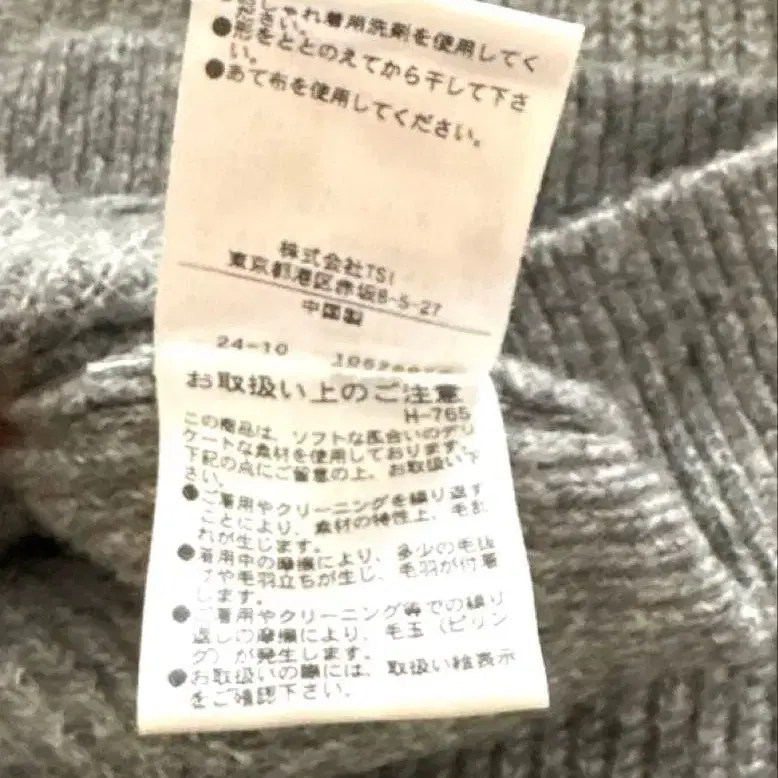 おしゃれ着用洗剤を使用してく
ださい。
●形をととのえてから干して下さ
い。
●あて布を使用してください。
株式会社TSI
東京都港区赤坂8-5-27
中国製
24-10
お取扱い上のご注意
H-765
この商品は、ソフトな風合いのデリ
ケートな素材を使用しております。
下記の点にご留意の上、お取扱い下
さい。
●ご着用やクリーニングを繰り返す
ことにより、素材の特性上、毛乱
れが生じます。
●着用中の摩擦により、多少の毛抜
けや毛羽立ちが生じ、毛羽が付着
します。
●ご着用やクリーニング等での繰り
返しの摩擦により、毛玉（ピリン
グ）が発生します。
●お取扱いの際には、取扱い絵表示
をご確認下さい。